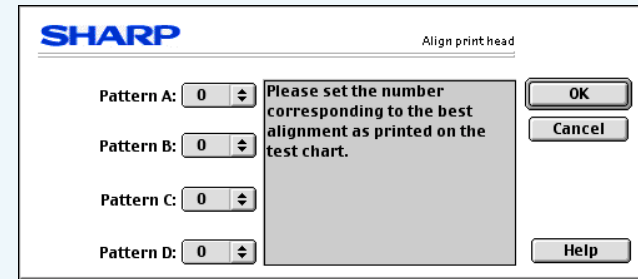 SHARP
Align print head
Pattern A: 0
Please set the number
corresponding to the best
alignment as printed on the
test chart.
OK
Cancel
Pattern B: 0
Pattern C: 0
Pattern D: 0
Help